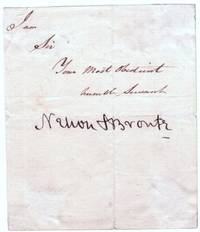 I am
Sir
Your Most Obedient
humble Servant
Nelson & Bronte